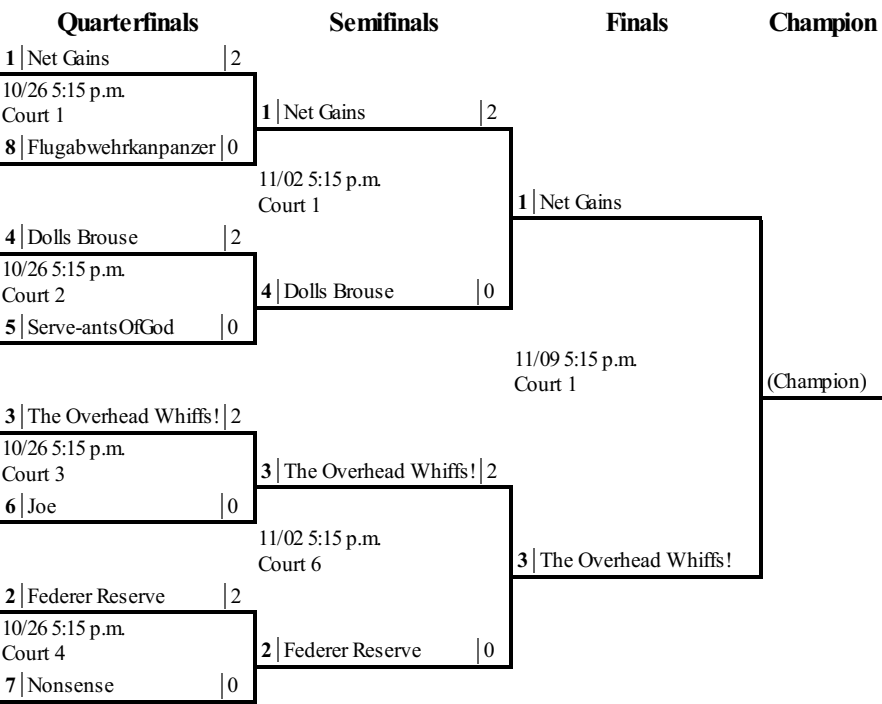 Quarterfinals Semifinals Finals Champion
1 Net Gains 2
10/26 5:15 p.m.
Court 1
8 Flugabwehrkanpanzer 0
4 Dolls Brouse 2
10/26 5:15 p.m.
Court 2
5 Serve-antsOfGod 0
3 The Overhead Whiffs! 2
10/26 5:15 p.m.
Court 3
6 Joe 0
2 Federer Reserve 2
10/26 5:15 p.m.
Court 4
7 Nonsense 0
1 Net Gains 2
11/02 5:15 p.m.
Court 1
4 Dolls Brouse 0
3 The Overhead Whiffs! 2
11/02 5:15 p.m.
Court 6
2 Federer Reserve 0
1 Net Gains
11/09 5:15 p.m.
Court 1
3 The Overhead Whiffs!
(Champion)